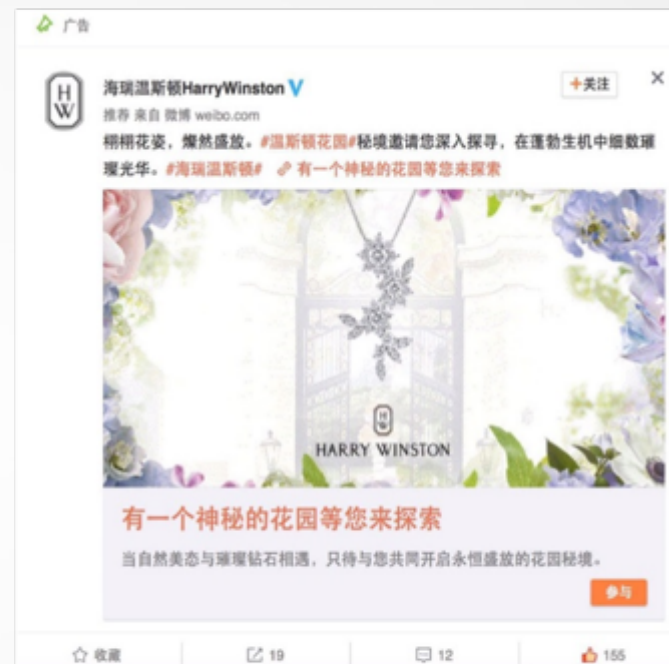 广告
海瑞温斯顿HarryWinston V
+关注
推荐 来自 微博 weibo.com
栩栩花姿，燦然盛放。#温斯顿花园#秘境邀请您深入探寻，在蓬勃生机中细数璀
璨光华。#海瑞温斯顿# 有一个神秘的花园等您来探索
HW
HARRY WINSTON
有一个神秘的花园等您来探索
当自然美态与璀璨钻石相遇，只待与您共同开启永恒盛放的花园秘境。
参与
收藏
19
12
155